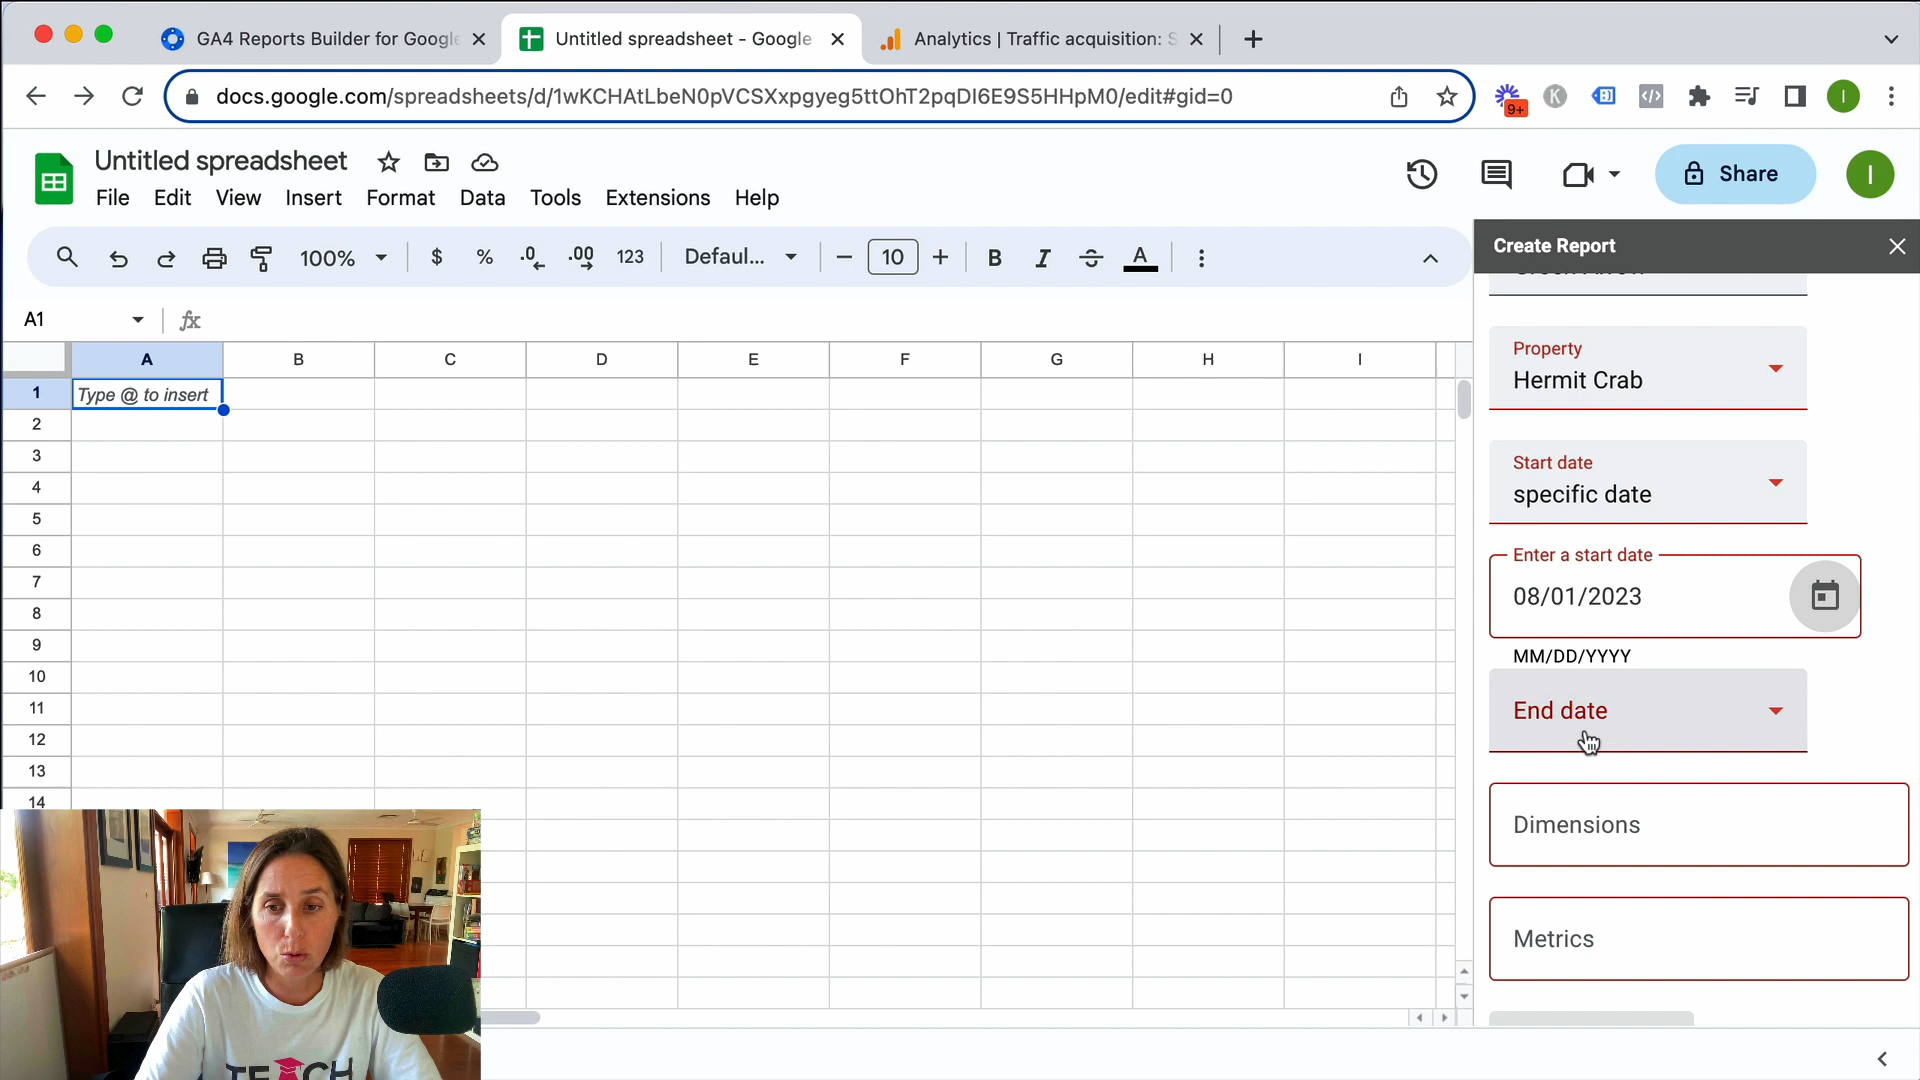 GA4 Reports Builder for Google
Untitled spreadsheet - Google
Analytics | Traffic acquisition: S
docs.google.com/spreadsheets/d/1wKCHAtLbeN0pVCSXxpgyeg5ttOhT2pqDI6E9S5HHpM0/edit#gid=0
9+
K
I
Untitled spreadsheet
File Edit View Insert Format Data Tools Extensions Help
Share
I
100%
$ % .0 .00 123
Defaul...
10
B I S A
A1
fx
Create Report
A B C D E F G H I
1
Type @ to insert
2
3
4
5
6
7
8
9
10
11
12
13
14
Property
Hermit Crab
Start date
specific date
Enter a start date
08/01/2023
MM/DD/YYYY
End date
Dimensions
Metrics
TEACH